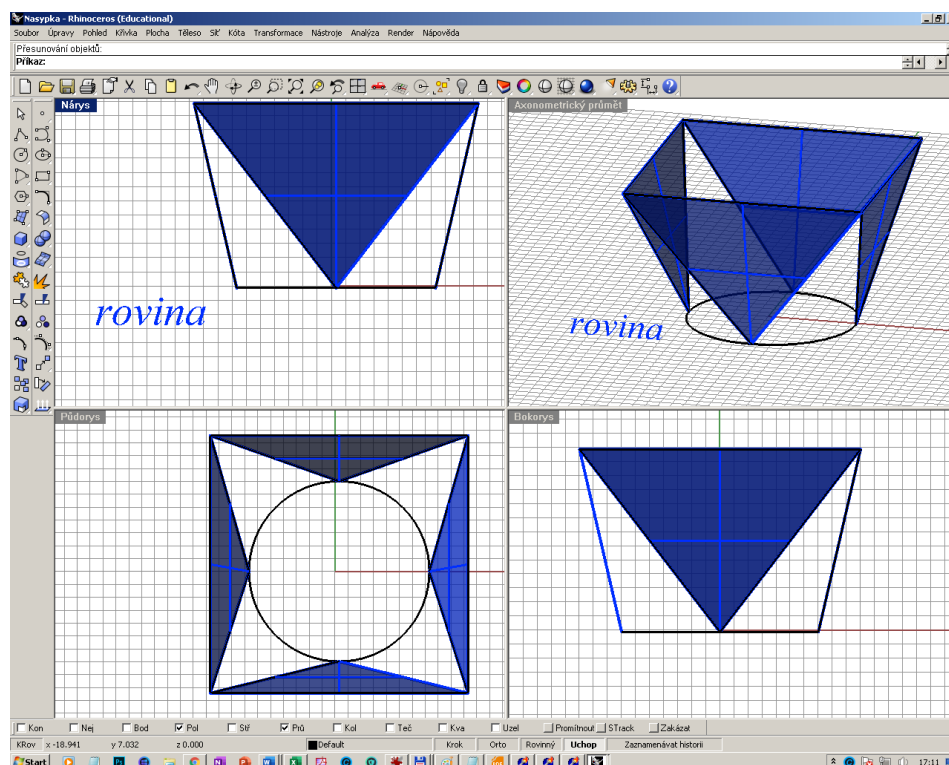 Nasypka - Rhinoceros (Educational)
Soubor Úpravy Pohled Křivka Plocha Těleso Síť Kóta Transformace Nástroje Analýza Render Nápověda
Přesunování objektů:
Příkaz:
Nárys
rovina
Axonometrický průmět
rovina
Půdorys
Bokorys
Kon Nej Bod Pol Stř Prů Kol Teč Kva Uzel Promítnout STrack Zakázat
KRov x -18.941 y 7.032 z 0.000 Default Krok Orto Rovinný Uchop Zaznamenávat historii
Start 17:11